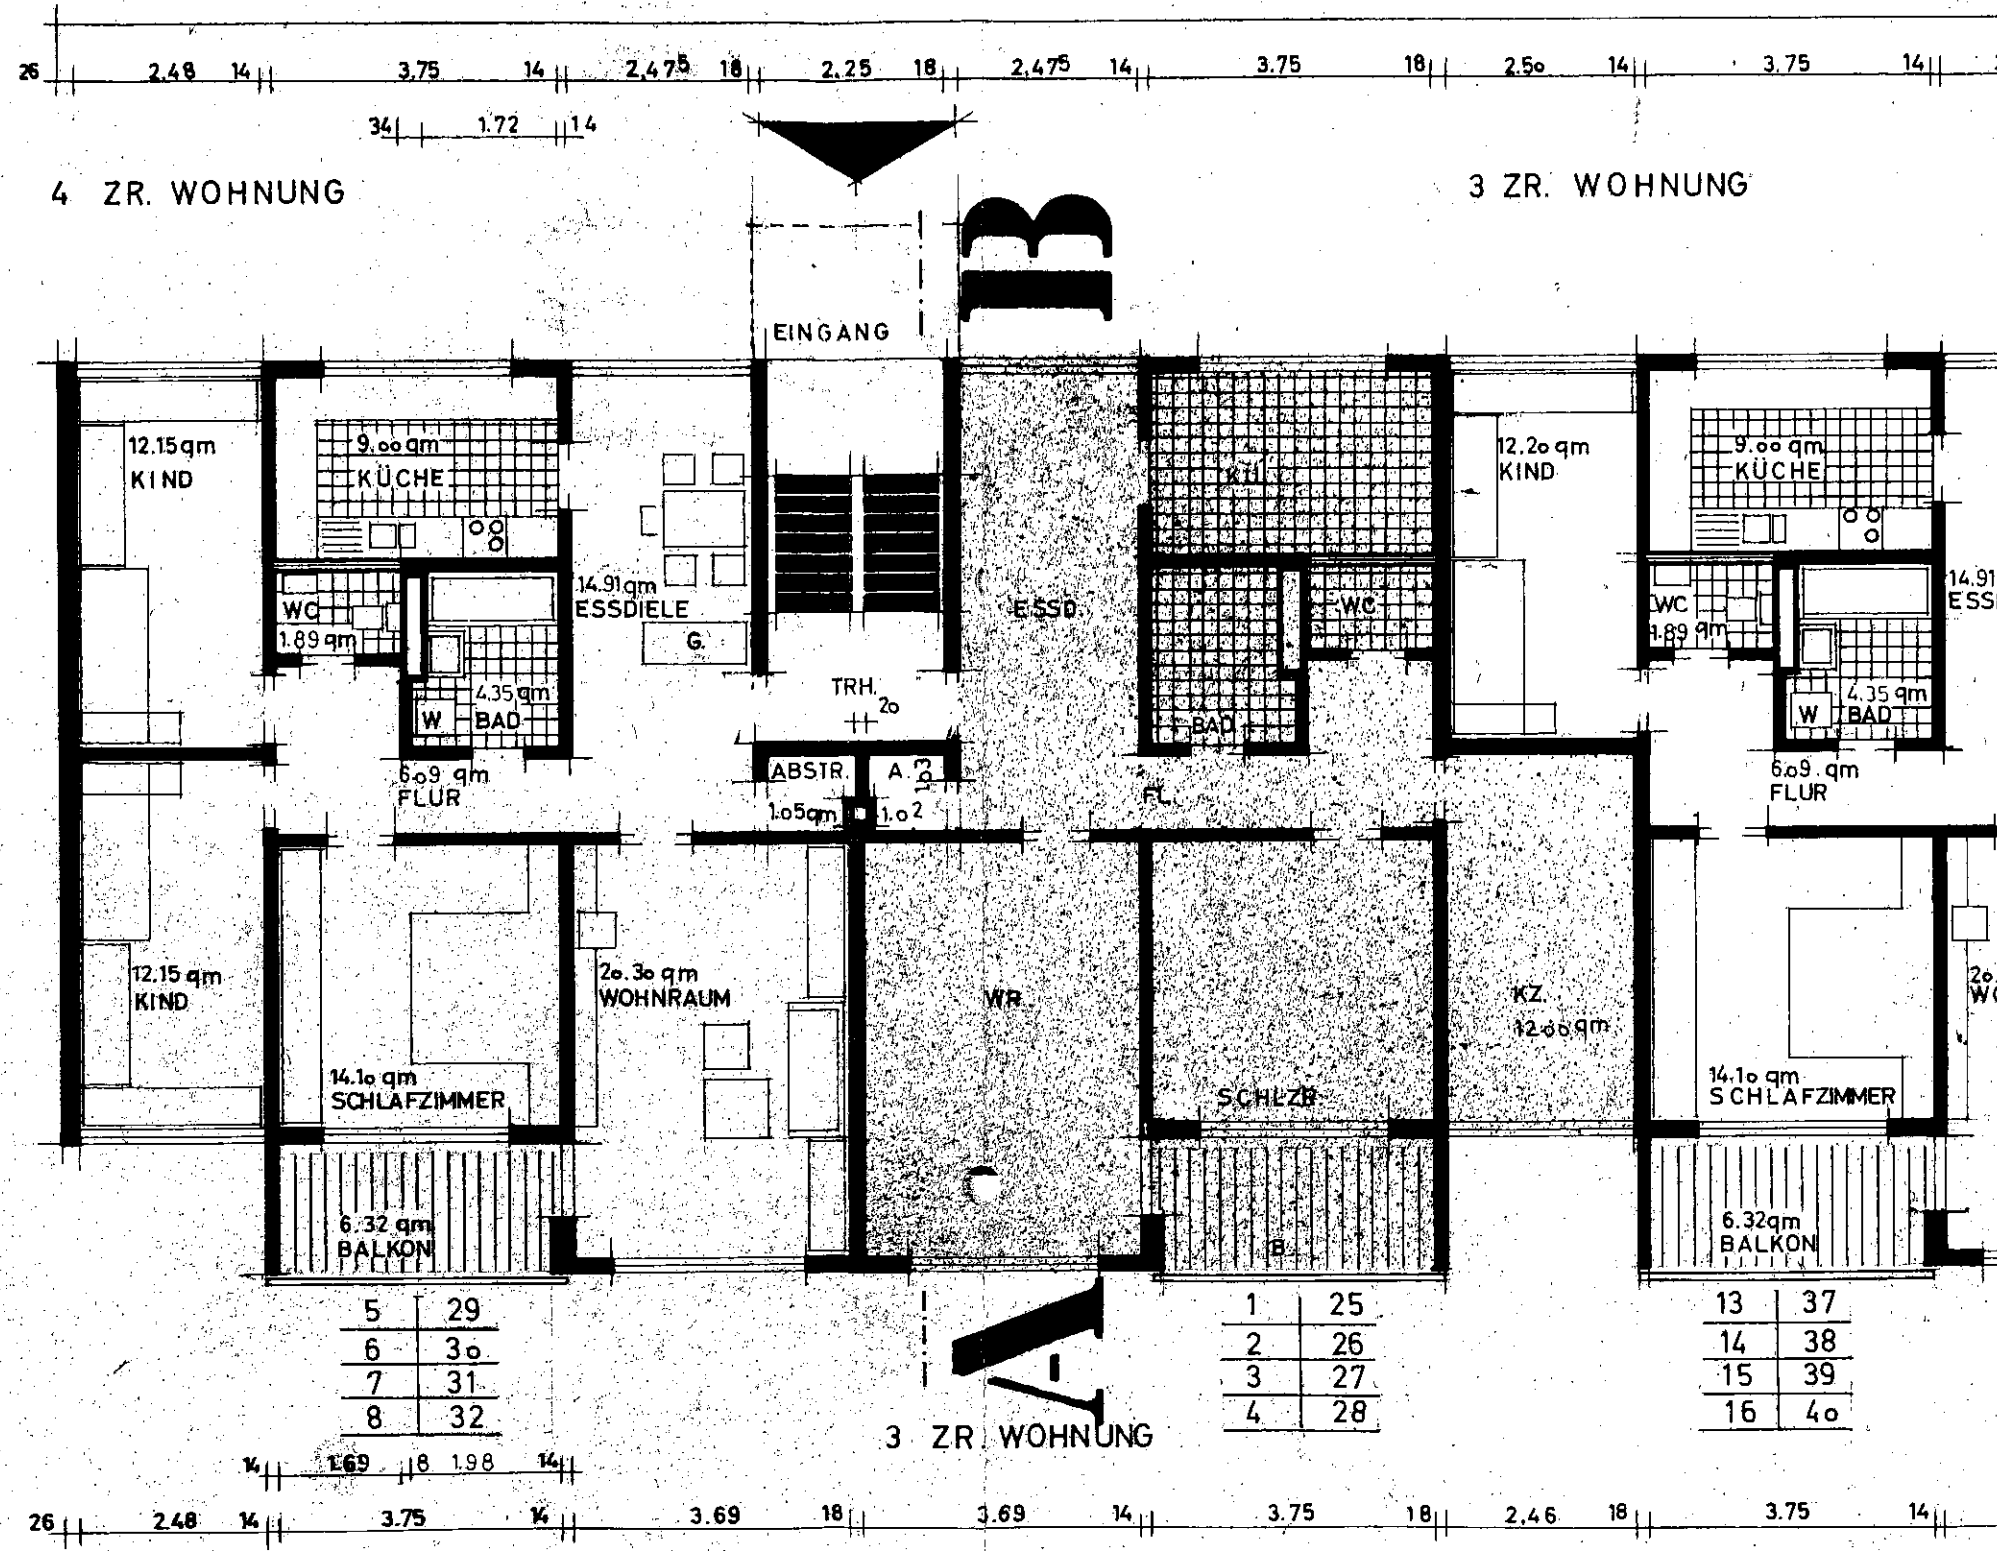 26 2.48 14 3.75 14 2,475 18 2.25 18 2,475 14 3.75 18 2.50 14 3.75 14
34 1.72 14
4 ZR. WOHNUNG
3 ZR. WOHNUNG
B
EINGANG
12.15 qm
KIND
9.00 qm
KÜCHE
KÜ.
12.20 qm
KIND
9.00 qm
KÜCHE
WC
1.89 qm
14.91 qm
ESSDIELE
G.
ESSD.
WC
WC
1.89 qm
14.91
ESS
W
4.35 qm
BAD
TRH.
20
BAD
W
4.35 qm
BAD
6.09 qm
FLUR
ABSTR.
1.05 qm
A.
1.03
1.02
FL.
6.09 qm
FLUR
12.15 qm
KIND
20.30 qm
WOHNRAUM
WR.
KZ.
12.00 qm
20.
WO
14.10 qm
SCHLAFZIMMER
SCHLZR
14.10 qm
SCHLAFZIMMER
6.32 qm
BALKON
B.
6.32 qm
BALKON
5 29
6 30
7 31
8 32
A
1 25
2 26
3 27
4 28
13 37
14 38
15 39
16 40
3 ZR. WOHNUNG
14 1.69 18 1.98 14
26 2.48 14 3.75 14 3.69 18 3.69 14 3.75 18 2,46 18 3.75 14